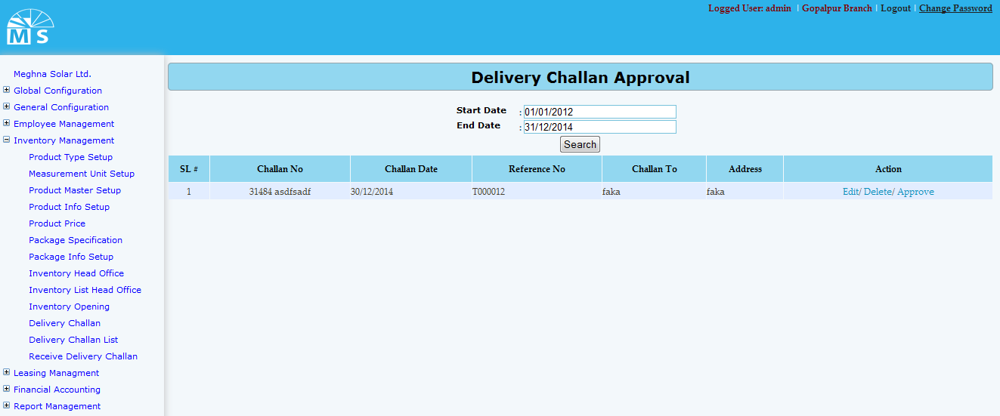 Logged User: admin | Gopalpur Branch | Logout | Change Password
MS
Meghna Solar Ltd.
Global Configuration
General Configuration
Employee Management
Inventory Management
Product Type Setup
Measurement Unit Setup
Product Master Setup
Product Info Setup
Product Price
Package Specification
Package Info Setup
Inventory Head Office
Inventory List Head Office
Inventory Opening
Delivery Challan
Delivery Challan List
Receive Delivery Challan
Leasing Managment
Financial Accounting
Report Management
Delivery Challan Approval
Start Date : 01/01/2012
End Date : 31/12/2014
Search
SL # Challan No Challan Date Reference No Challan To Address Action
1 31484 asdfsadf 30/12/2014 T000012 faka faka Edit/ Delete/ Approve